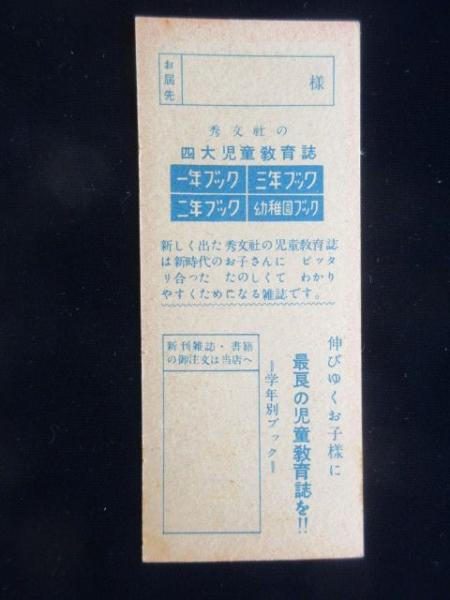 お届先
様
秀文社の
四大児童教育誌
一年ブック 三年ブック
二年ブック 幼稚園ブック
新しく出た秀文社の児童教育誌
は新時代のお子さんに ピッタ
リ合った たのしくて わかり
やすくためになる雑誌です。
伸びゆくお子様に
最良の児童教育誌を!!
=学年別ブック=
新刊雑誌・書籍
の御注文は当店へ